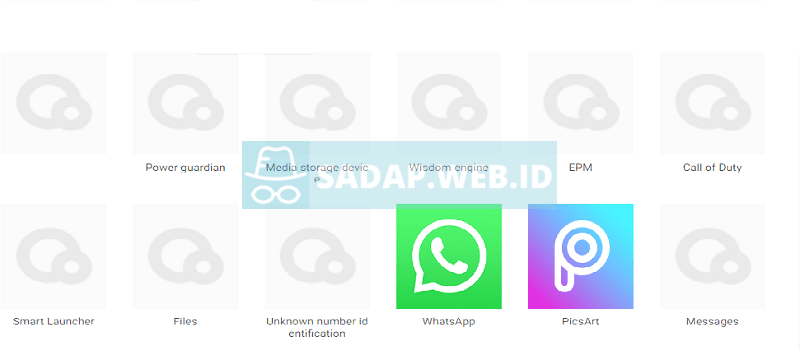 Power guardian
Media storage devic
e
Wisdom engine
EPM
Call of Duty
SADAP.WEB.ID
Smart Launcher
Files
Unknown number id
entification
WhatsApp
PicsArt
Messages